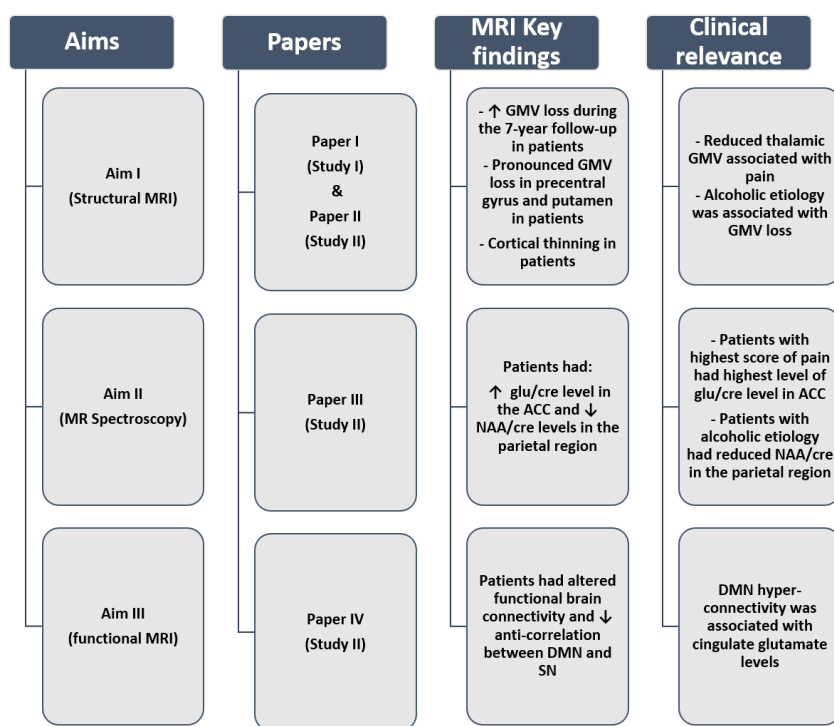 Aims
Papers
MRI Key
findings
Clinical
relevance
Aim I
(Structural MRI)
Paper I
(Study I)
&
Paper II
(Study II)
- ↑ GMV loss during
the 7-year follow-up
in patients
- Pronounced GMV
loss in precentral
gyrus and putamen in
patients
- Cortical thinning in
patients
- Reduced thalamic
GMV associated with
pain
- Alcoholic etiology
was associated with
GMV loss
Aim II
(MR Spectroscopy)
Paper III
(Study II)
Patients had:
↑ glu/cre level in
the ACC and ↓
NAA/cre levels in the
parietal region
- Patients with
highest score of pain
had highest level of
glu/cre level in ACC
- Patients with
alcoholic etiology
had reduced NAA/cre
in the parietal region
Aim III
(functional MRI)
Paper IV
(Study II)
Patients had altered
functional brain
connectivity and ↓
anti-correlation
between DMN and
SN
DMN hyper-
connectivity was
associated with
cingulate glutamate
levels